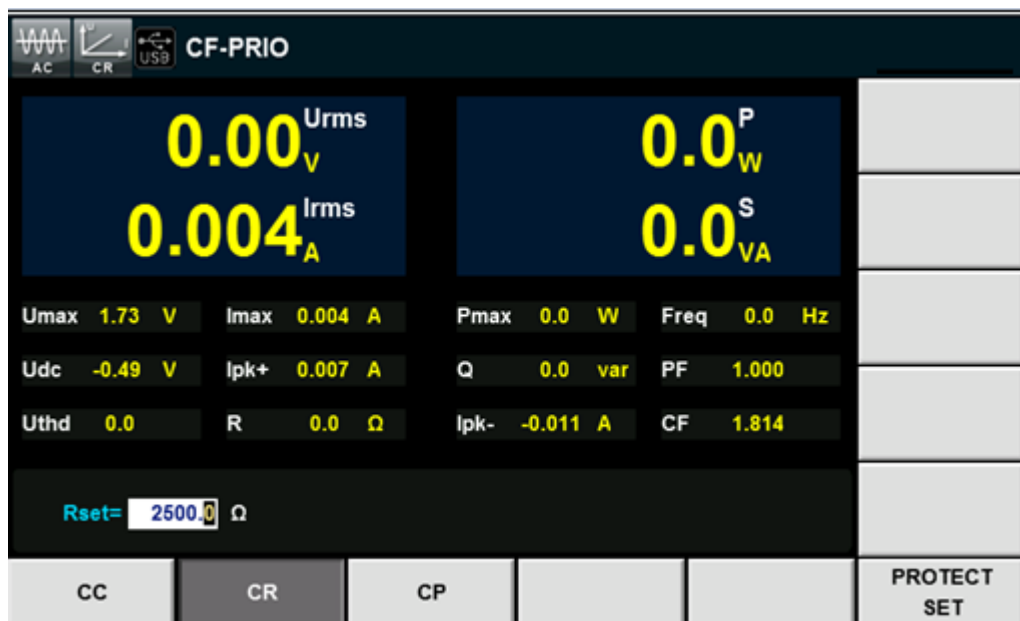 AC CR U I USB CF-PRIO
0.00 Urms V 0.0 P W
0.004 Irms A 0.0 S VA
Umax 1.73 V Imax 0.004 A Pmax 0.0 W Freq 0.0 Hz
Udc -0.49 V Ipk+ 0.007 A Q 0.0 var PF 1.000
Uthd 0.0 R 0.0 Ω Ipk- -0.011 A CF 1.814
Rset= 2500.0 Ω
CC CR CP PROTECT
SET